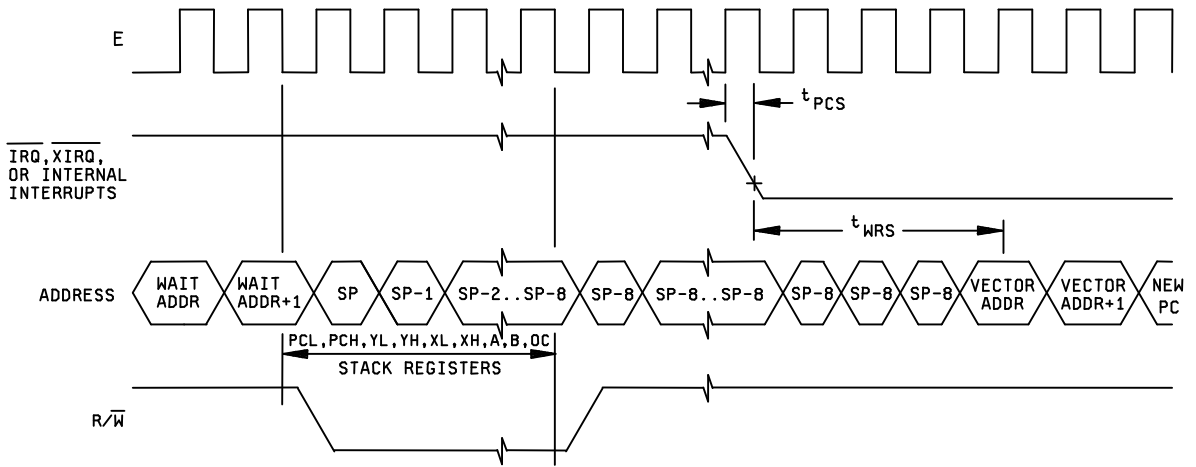 E
t PCS
IRQ, XIRQ,
OR INTERNAL
INTERRUPTS
t WRS
ADDRESS
WAIT ADDR
WAIT ADDR+1
SP
SP-1
SP-2..SP-8
SP-8
SP-8..SP-8
SP-8
SP-8
SP-8
VECTOR ADDR
VECTOR ADDR+1
NEW PC
PCL,PCH,YL,YH,XL,XH,A,B,OC
STACK REGISTERS
R/W